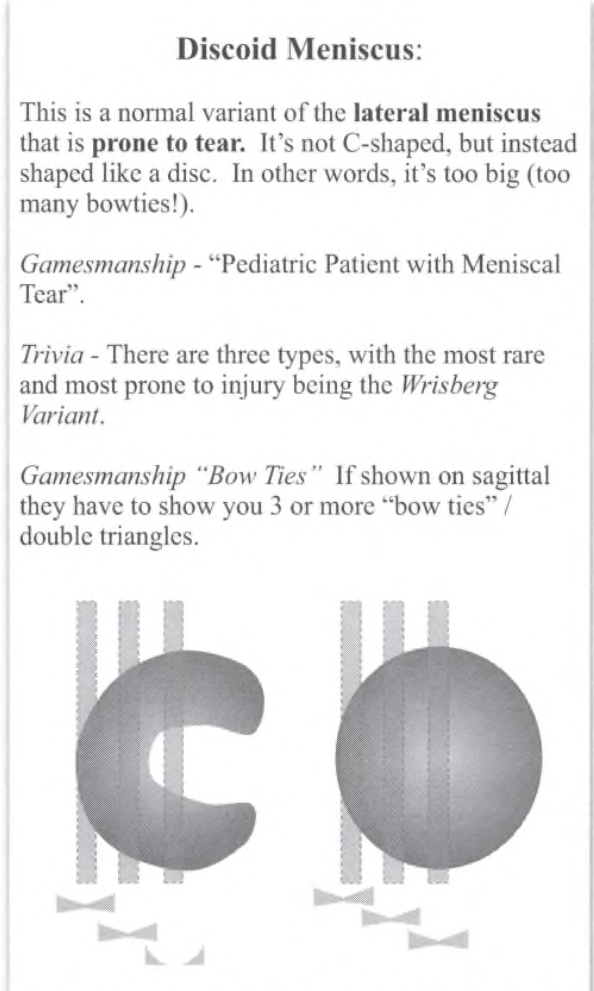 Discoid Meniscus:
This is a normal variant of the lateral meniscus
that is prone to tear. It's not C-shaped, but instead
shaped like a disc. In other words, it's too big (too
many bowties!).
Gamesmanship - “Pediatric Patient with Meniscal
Tear”.
Trivia - There are three types, with the most rare
and most prone to injury being the Wrisberg
Variant.
Gamesmanship “Bow Ties” If shown on sagittal
they have to show you 3 or more “bow ties” /
double triangles.